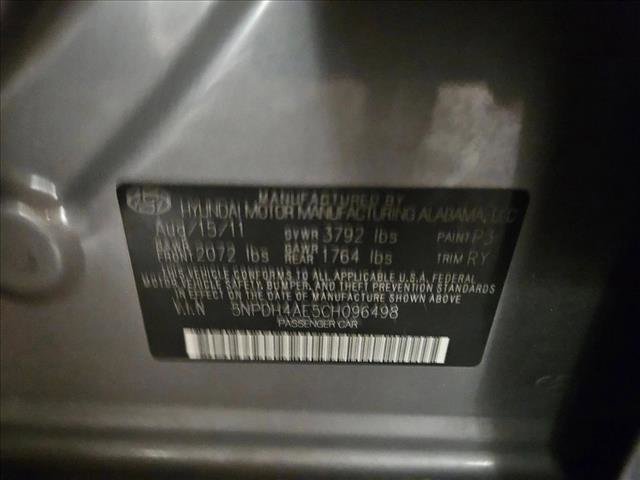 MANUFACTURED BY
HYUNDAI MOTOR MANUFACTURING ALABAMA, LLC
Aug/15/11 GVWR 3792 lbs PAINT P3
GAWR GAWR
FRONT 2072 lbs REAR 1764 lbs TRIM RY
THIS VEHICLE CONFORMS TO ALL APPLICABLE U.S.A. FEDERAL
MOTOR VEHICLE SAFETY, BUMPER, AND THEFT PREVENTION STANDARDS
IN EFFECT ON THE DATE OF MANUFACTURE SHOWN ABOVE
V.I.N 5NPDH4AE5CH096498
PASSENGER CAR